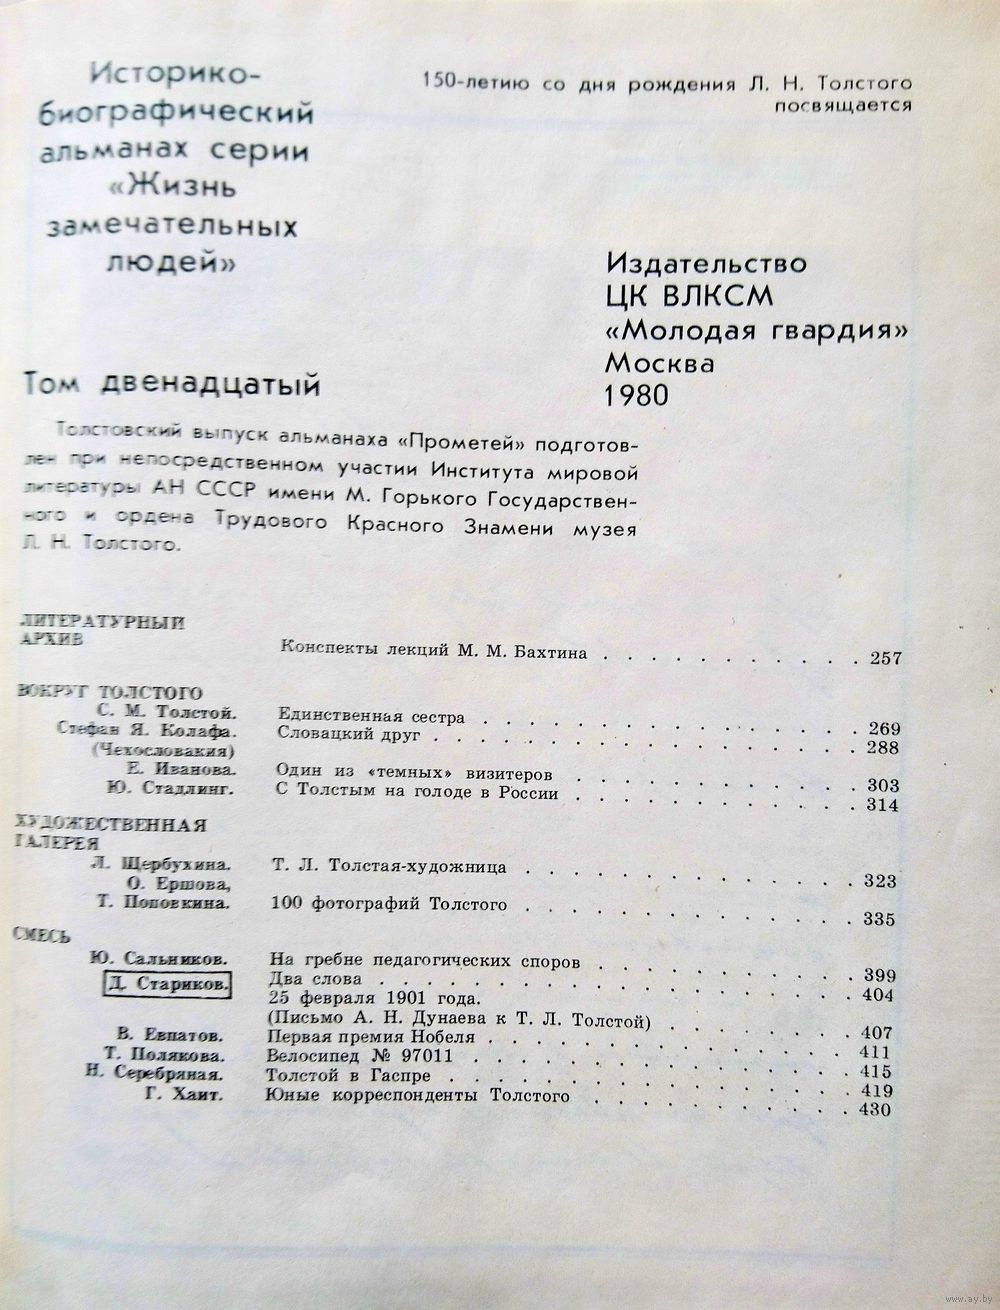 Историко-
биографический
альманах серии
«Жизнь
замечательных
людей»
150-летию со дня рождения Л. Н. Толстого
посвящается
Издательство
ЦК ВЛКСМ
«Молодая гвардия»
Москва
1980
Том двенадцатый
Толстовский выпуск альманаха «Прометей» подготов-
лен при непосредственном участии Института мировой
литературы АН СССР имени М. Горького Государствен-
ного и ордена Трудового Красного Знамени музея
Л. Н. Толстого.
ЛИТЕРАТУРНЫЙ
АРХИВ
Конспекты лекций М. М. Бахтина . . . . . . . . . . 257
ВОКРУГ ТОЛСТОГО
С. М. Толстой. Единственная сестра . . . . . . . . . . . . . . 269
Стефан Я. Колафа. Словацкий друг . . . . . . . . . . . . . . . . 288
(Чехословакия)
Е. Иванова. Один из «темных» визитеров . . . . . . . . . . . 303
Ю. Стадлинг. С Толстым на голоде в России . . . . . . . . . . . 314
ХУДОЖЕСТВЕННАЯ
ГАЛЕРЕЯ
Л. Щербухина. Т. Л. Толстая-художница . . . . . . . . . . . . . 323
О. Ершова,
Т. Поповкина. 100 фотографий Толстого . . . . . . . . . . . . . 335
СМЕСЬ
Ю. Сальников. На гребне педагогических споров . . . . . . . . . . 399
Д. Стариков. Два слова . . . . . . . . . . . . . . . . . . 404
25 февраля 1901 года.
(Письмо А. Н. Дунаева к Т. Л. Толстой) . . . . . . . . 407
В. Евпатов. Первая премия Нобеля . . . . . . . . . . . . . . 411
Т. Полякова. Велосипед № 97011 . . . . . . . . . . . . . . 415
Н. Серебряная. Толстой в Гаспре . . . . . . . . . . . . . . . 419
Г. Хаит. Юные корреспонденты Толстого . . . . . . . . . . 430
www.ay.by